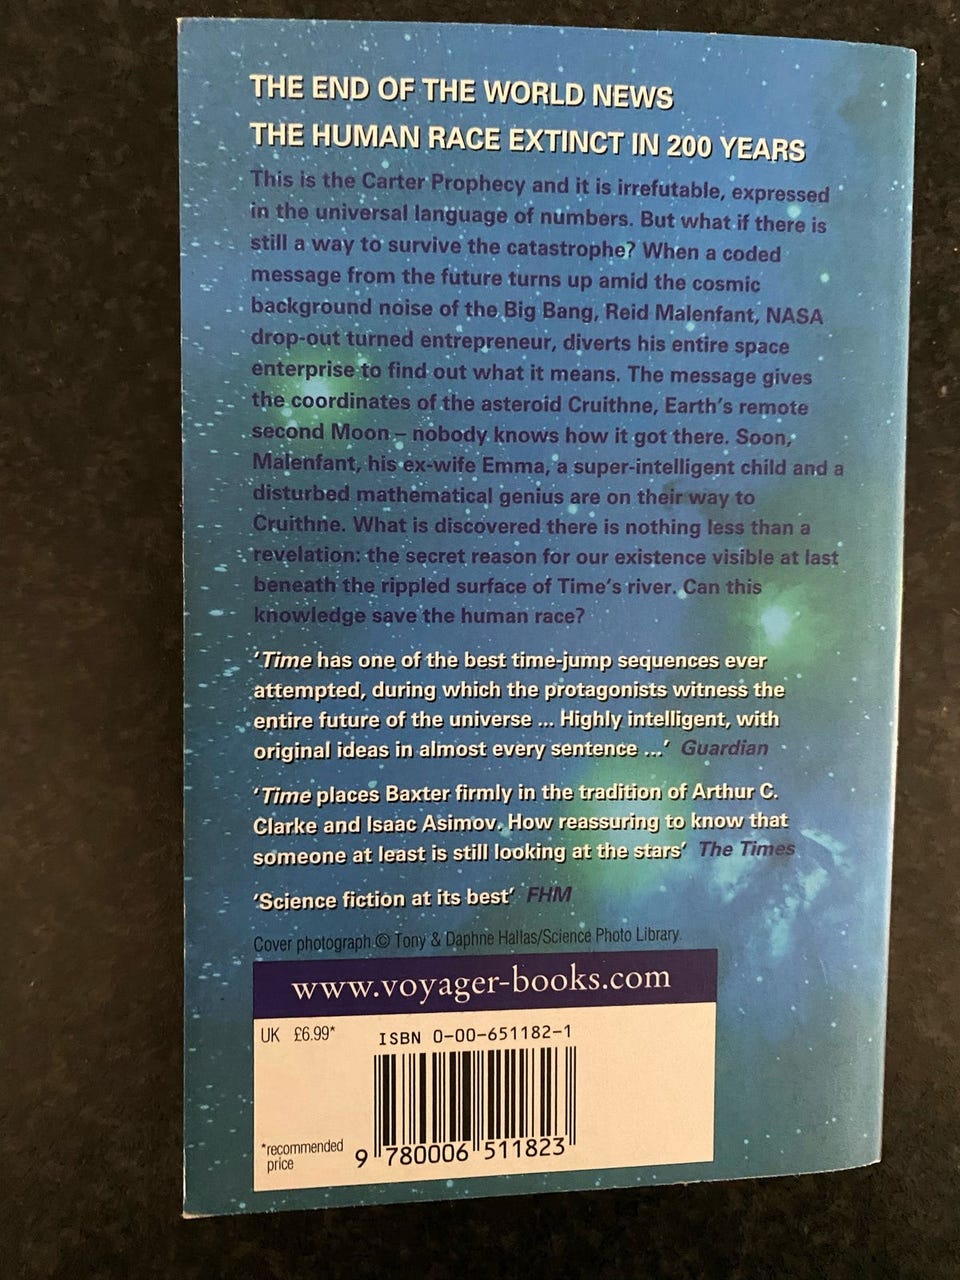 THE END OF THE WORLD NEWS
THE HUMAN RACE EXTINCT IN 200 YEARS
This is the Carter Prophecy and it is irrefutable, expressed
in the universal language of numbers. But what if there is
still a way to survive the catastrophe? When a coded
message from the future turns up amid the cosmic
background noise of the Big Bang, Reid Malenfant, NASA
drop-out turned entrepreneur, diverts his entire space
enterprise to find out what it means. The message gives
the coordinates of the asteroid Cruithne, Earth's remote
second Moon – nobody knows how it got there. Soon,
Malenfant, his ex-wife Emma, a super-intelligent child and a
disturbed mathematical genius are on their way to
Cruithne. What is discovered there is nothing less than a
revelation: the secret reason for our existence visible at last
beneath the rippled surface of Time's river. Can this
knowledge save the human race?
'Time has one of the best time-jump sequences ever
attempted, during which the protagonists witness the
entire future of the universe ... Highly intelligent, with
original ideas in almost every sentence ...' Guardian
'Time places Baxter firmly in the tradition of Arthur C.
Clarke and Isaac Asimov. How reassuring to know that
someone at least is still looking at the stars' The Times
'Science fiction at its best' FHM
Cover photograph © Tony & Daphne Hallas/Science Photo Library.
www.voyager-books.com
UK £6.99*
ISBN 0-00-651182-1
*recommended
price
9 780006 511823